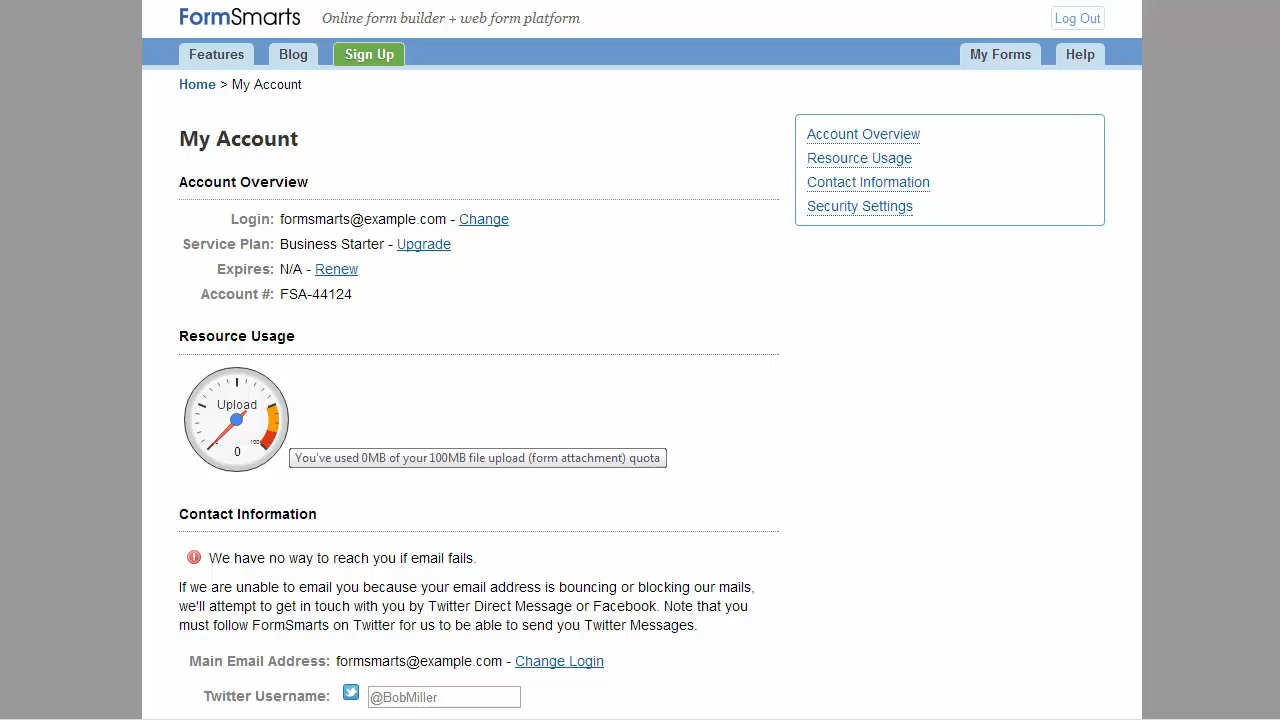 FormSmarts Online form builder + web form platform Log Out
Features Blog Sign Up My Forms Help
Home > My Account
My Account
Account Overview
Login: formsmarts@example.com - Change
Service Plan: Business Starter - Upgrade
Expires: N/A - Renew
Account #: FSA-44124
Account Overview
Resource Usage
Contact Information
Security Settings
Resource Usage
Upload
100
0
You've used 0MB of your 100MB file upload (form attachment) quota
Contact Information
We have no way to reach you if email fails.
If we are unable to email you because your email address is bouncing or blocking our mails,
we'll attempt to get in touch with you by Twitter Direct Message or Facebook. Note that you
must follow FormSmarts on Twitter for us to be able to send you Twitter Messages.
Main Email Address: formsmarts@example.com - Change Login
Twitter Username: @BobMiller